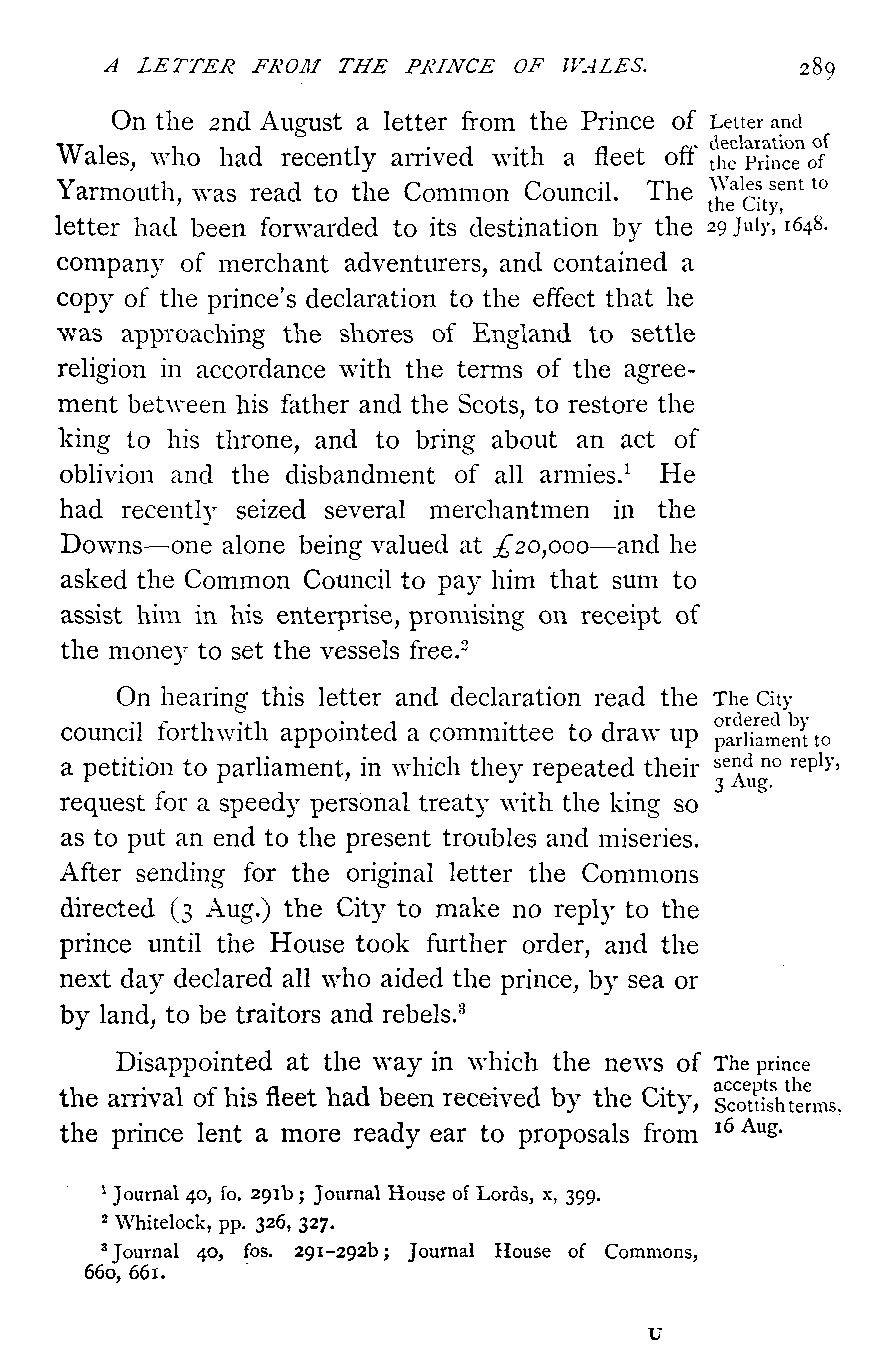 A LETTER FROM THE PRINCE OF WALES. 289
On the 2nd August a letter from the Prince of
Wales, who had recently arrived with a fleet off
Yarmouth, was read to the Common Council. The
letter had been forwarded to its destination by the
company of merchant adventurers, and contained a
copy of the prince's declaration to the effect that he
was approaching the shores of England to settle
religion in accordance with the terms of the agree-
ment between his father and the Scots, to restore the
king to his throne, and to bring about an act of
oblivion and the disbandment of all armies.¹ He
had recently seized several merchantmen in the
Downs—one alone being valued at £20,000—and he
asked the Common Council to pay him that sum to
assist him in his enterprise, promising on receipt of
the money to set the vessels free.²
Letter and
declaration of
the Prince of
Wales sent to
the City,
29 July, 1648.
On hearing this letter and declaration read the
council forthwith appointed a committee to draw up
a petition to parliament, in which they repeated their
request for a speedy personal treaty with the king so
as to put an end to the present troubles and miseries.
After sending for the original letter the Commons
directed (3 Aug.) the City to make no reply to the
prince until the House took further order, and the
next day declared all who aided the prince, by sea or
by land, to be traitors and rebels.³
The City
ordered by
parliament to
send no reply,
3 Aug.
Disappointed at the way in which the news of
the arrival of his fleet had been received by the City,
the prince lent a more ready ear to proposals from
The prince
accepts the
Scottish terms,
16 Aug.
¹ Journal 40, fo. 291b; Journal House of Lords, x, 399.
² Whitelock, pp. 326, 327.
³ Journal 40, fos. 291-292b; Journal House of Commons,
660, 661.
U